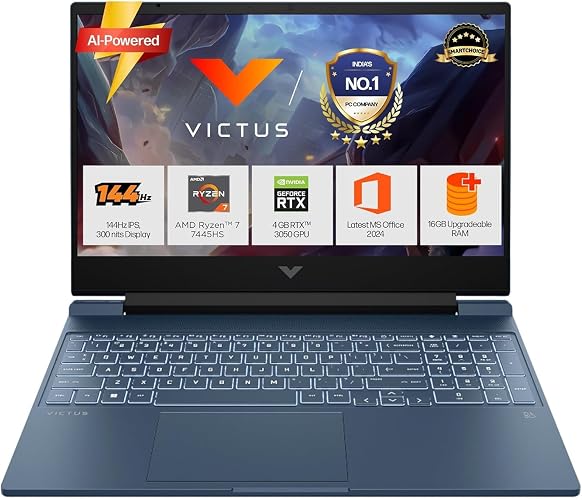 AI-Powered
VICTUS
INDIA'S
NO.1
PC COMPANY
SMARTCHOICE
144Hz
144Hz IPS,
300 nits Display
AMD
RYZEN
7
AMD Ryzen™ 7
7445HS
NVIDIA
GEFORCE
RTX
4 GB RTX™
3050 GPU
Latest MS Office
2024
16GB Upgradeable
RAM
VICTUS